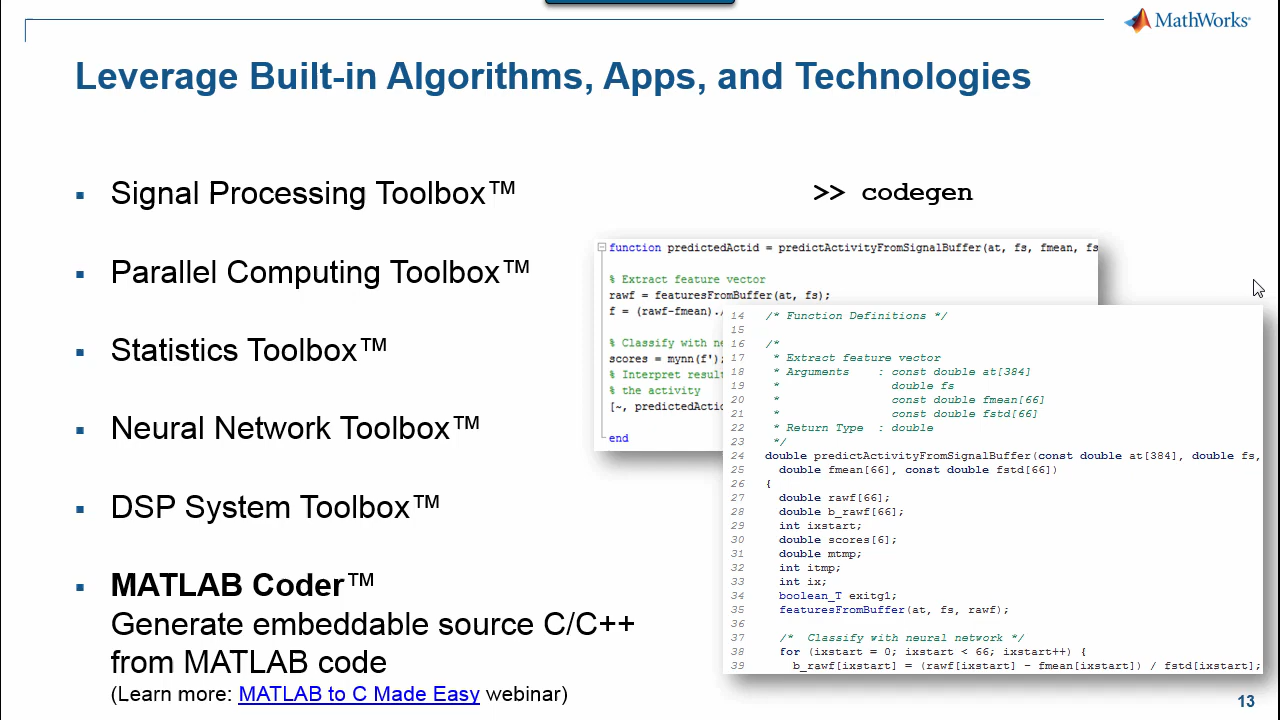 MathWorks®
Leverage Built-in Algorithms, Apps, and Technologies
▪ Signal Processing Toolbox™
▪ Parallel Computing Toolbox™
▪ Statistics Toolbox™
▪ Neural Network Toolbox™
▪ DSP System Toolbox™
▪ MATLAB Coder™
Generate embeddable source C/C++
from MATLAB code
(Learn more: MATLAB to C Made Easy webinar)
>> codegen
function predictedActid = predictActivityFromSignalBuffer(at, fs, fmean, fs
% Extract feature vector
rawf = featuresFromBuffer(at, fs);
f = (rawf-fmean)./
% Classify with ne
scores = mynn(f');
% Interpret result
% the activity
[~, predictedActid
end
14 /* Function Definitions */
15
16 /*
17 * Extract feature vector
18 * Arguments : const double at[384]
19 * double fs
20 * const double fmean[66]
21 * const double fstd[66]
22 * Return Type : double
23 */
24 double predictActivityFromSignalBuffer(const double at[384], double fs,
25 double fmean[66], const double fstd[66])
26 {
27 double rawf[66];
28 double b_rawf[66];
29 int ixstart;
30 double scores[6];
31 double mtmp;
32 int itmp;
33 int ix;
34 boolean_T exitg1;
35 featuresFromBuffer(at, fs, rawf);
36
37 /* Classify with neural network */
38 for (ixstart = 0; ixstart < 66; ixstart++) {
39 b_rawf[ixstart] = (rawf[ixstart] - fmean[ixstart]) / fstd[ixstart];
13